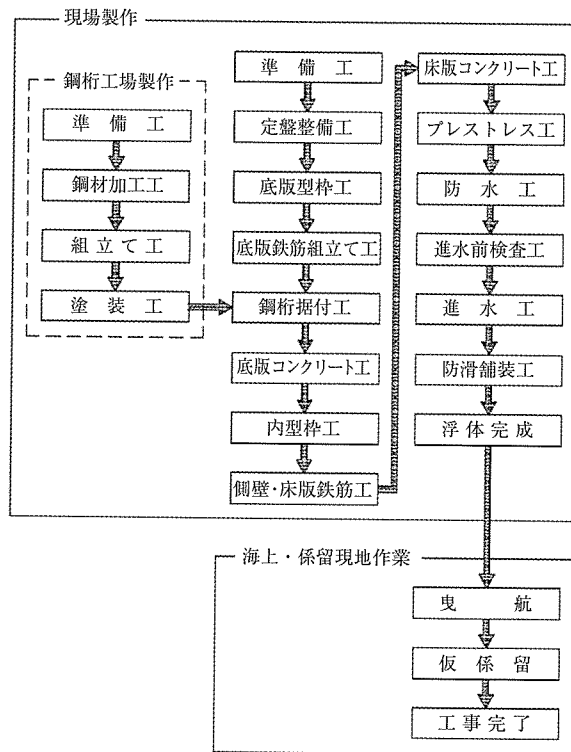 現場製作
鋼桁工場製作
準備工
鋼材加工工
組立て工
塗装工
準備工
定盤整備工
底版型枠工
底版鉄筋組立て工
鋼桁据付工
底版コンクリート工
内型枠工
側壁・床版鉄筋工
床版コンクリート工
プレストレス工
防水工
進水前検査工
進水工
防滑舗装工
浮体完成
海上・係留現地作業
曳航
仮係留
工事完了